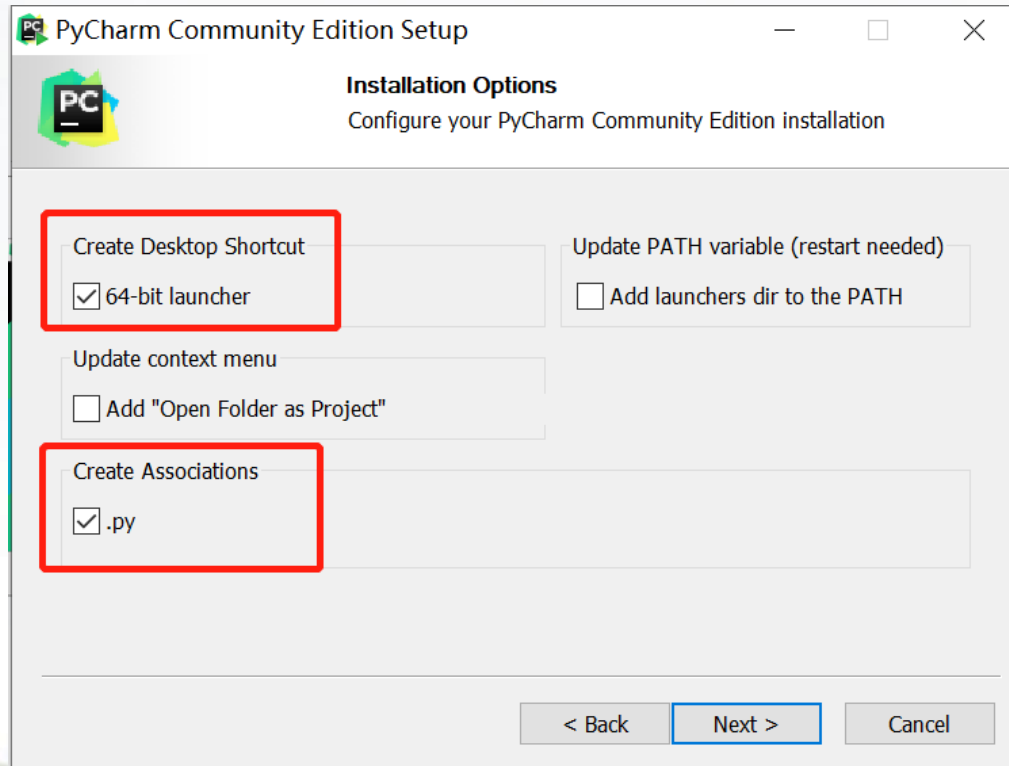 PyCharm Community Edition Setup
PC
Installation Options
Configure your PyCharm Community Edition installation
Create Desktop Shortcut
64-bit launcher
Update PATH variable (restart needed)
Add launchers dir to the PATH
Update context menu
Add "Open Folder as Project"
Create Associations
.py
< Back
Next >
Cancel